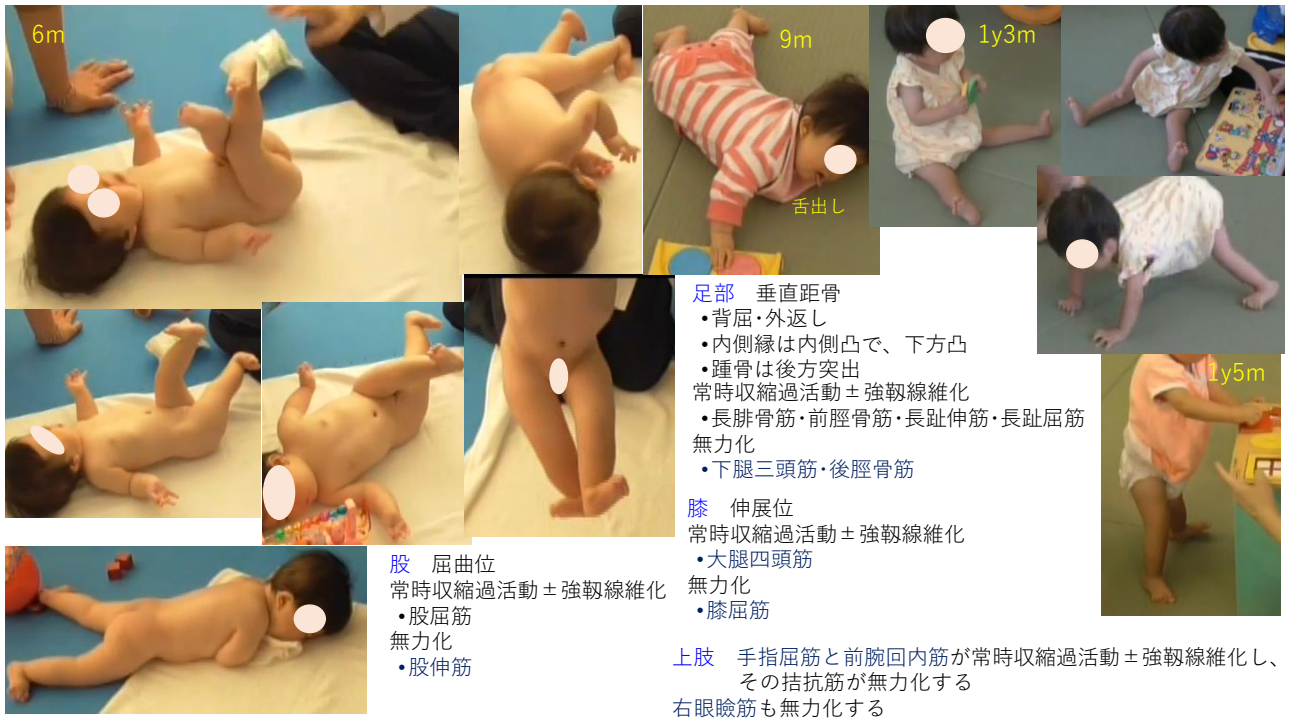 6m
9m
舌出し
1y3m
1y5m
足部　垂直距骨
•背屈･外返し
•内側縁は内側凸で、下方凸
•踵骨は後方突出
常時収縮過活動±強靱線維化
•長腓骨筋･前脛骨筋･長趾伸筋･長趾屈筋
無力化
•下腿三頭筋･後脛骨筋
膝　伸展位
常時収縮過活動±強靱線維化
•大腿四頭筋
無力化
•膝屈筋
股　屈曲位
常時収縮過活動±強靱線維化
•股屈筋
無力化
•股伸筋
上肢　手指屈筋と前腕回内筋が常時収縮過活動±強靱線維化し、
その拮抗筋が無力化する
右眼瞼筋も無力化する